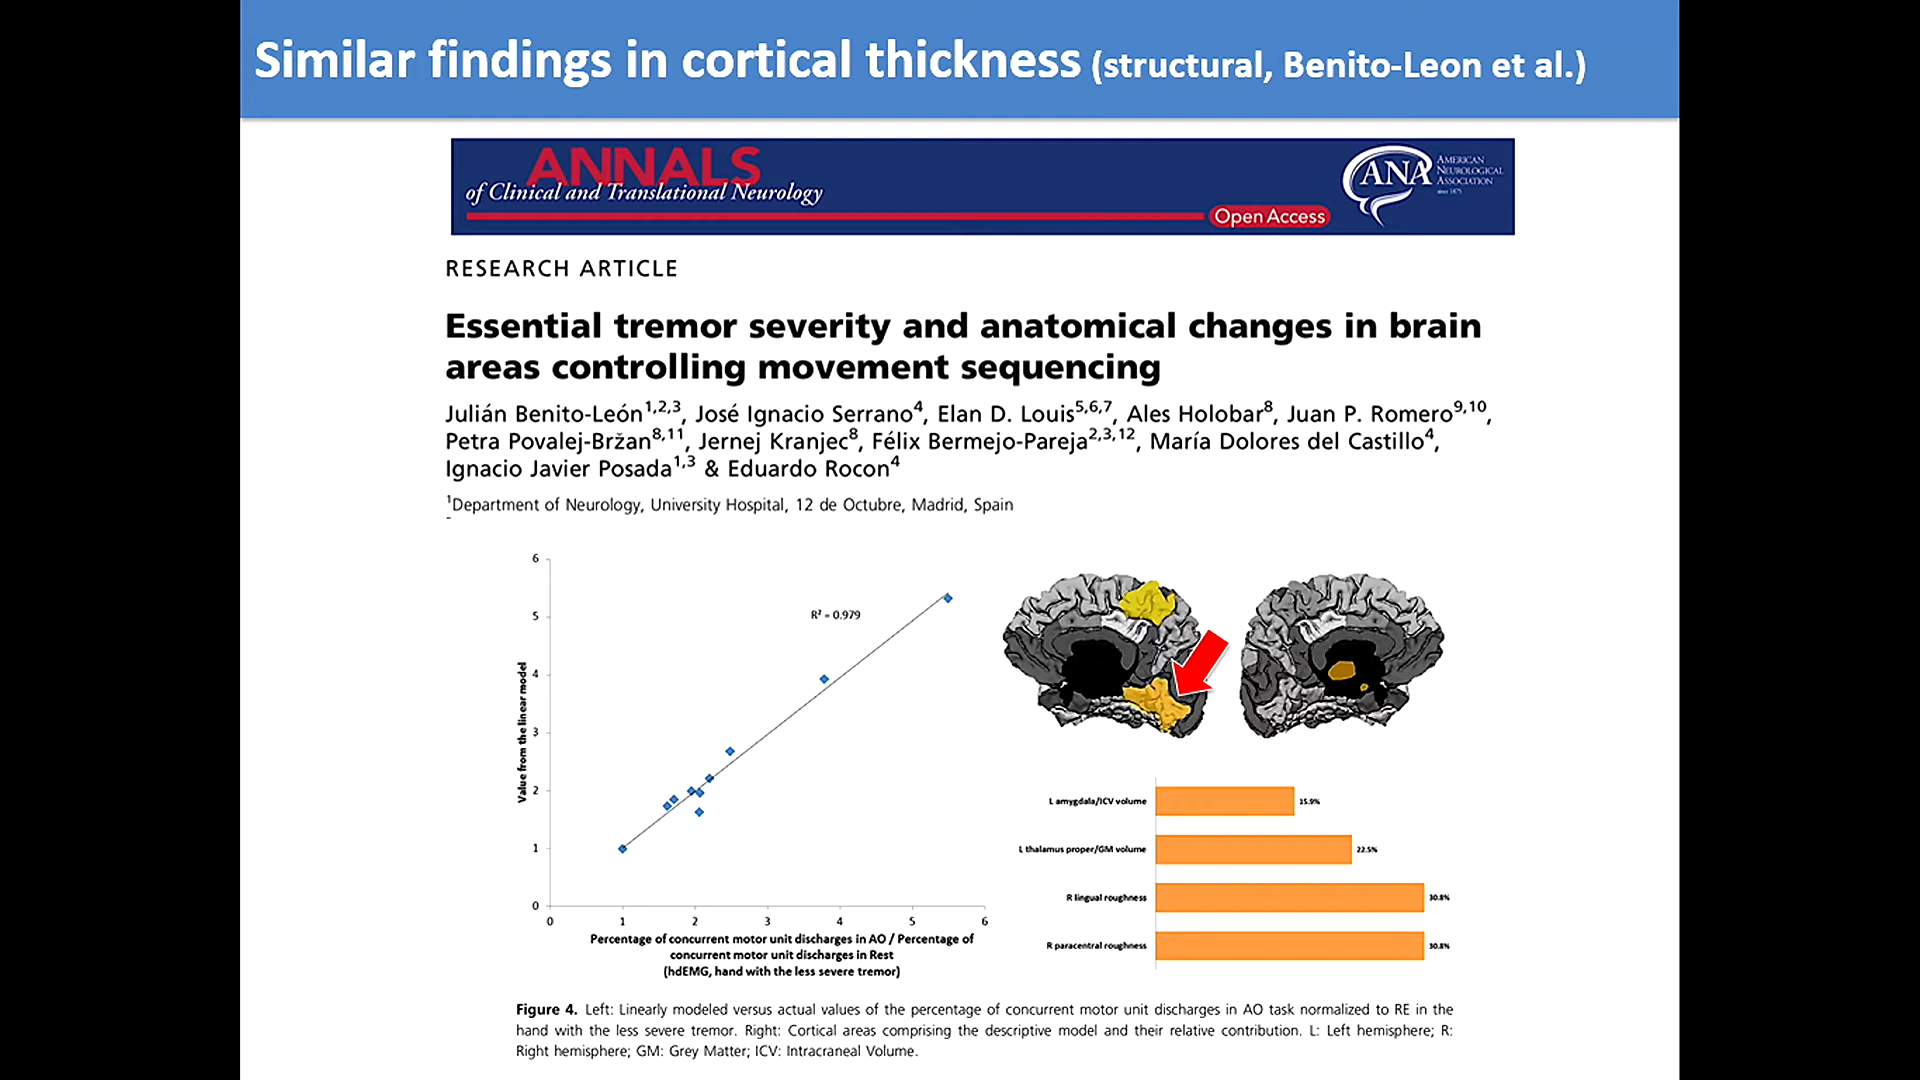 Similar findings in cortical thickness (structural, Benito-Leon et al.)
ANNALS
of Clinical and Translational Neurology
Open Access
ANA
AMERICAN
NEUROLOGICAL
ASSOCIATION
since 1875
RESEARCH ARTICLE
Essential tremor severity and anatomical changes in brain
areas controlling movement sequencing
Julián Benito-León1,2,3, José Ignacio Serrano4, Elan D. Louis5,6,7, Ales Holobar8, Juan P. Romero9,10,
Petra Povalej-Bržan8,11, Jernej Kranjec8, Félix Bermejo-Pareja2,3,12, María Dolores del Castillo4,
Ignacio Javier Posada1,3 & Eduardo Rocon4
1Department of Neurology, University Hospital, 12 de Octubre, Madrid, Spain
6
5
4
3
2
1
0
Value from the linear model
R² = 0.979
0 1 2 3 4 5 6
Percentage of concurrent motor unit discharges in AO / Percentage of
concurrent motor unit discharges in Rest
(hdEMG, hand with the less severe tremor)
L amygdala/ICV volume 15.9%
L thalamus proper/GM volume 22.5%
R lingual roughness 30.8%
R paracentral roughness 30.8%
Figure 4. Left: Linearly modeled versus actual values of the percentage of concurrent motor unit discharges in AO task normalized to RE in the
hand with the less severe tremor. Right: Cortical areas comprising the descriptive model and their relative contribution. L: Left hemisphere; R:
Right hemisphere; GM: Grey Matter; ICV: Intracraneal Volume.